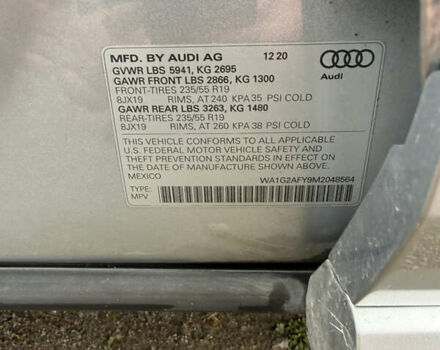 MFD. BY AUDI AG 12 20
GVWR LBS 5941, KG 2695
GAWR FRONT LBS 2866, KG 1300
FRONT-TIRES 235/55 R19
8JX19 RIMS, AT 240 KPA 35 PSI COLD
GAWR REAR LBS 3263, KG 1480
REAR-TIRES 235/55 R19
8JX19 RIMS, AT 260 KPA 38 PSI COLD
Audi
THIS VEHICLE CONFORMS TO ALL APPLICABLE
U.S. FEDERAL MOTOR VEHICLE SAFETY AND
THEFT PREVENTION STANDARDS IN EFFECT ON
THE DATE OF MANUFACTURE SHOWN ABOVE.
MEXICO
WA1G2AFY9M2048564
TYPE:
MPV